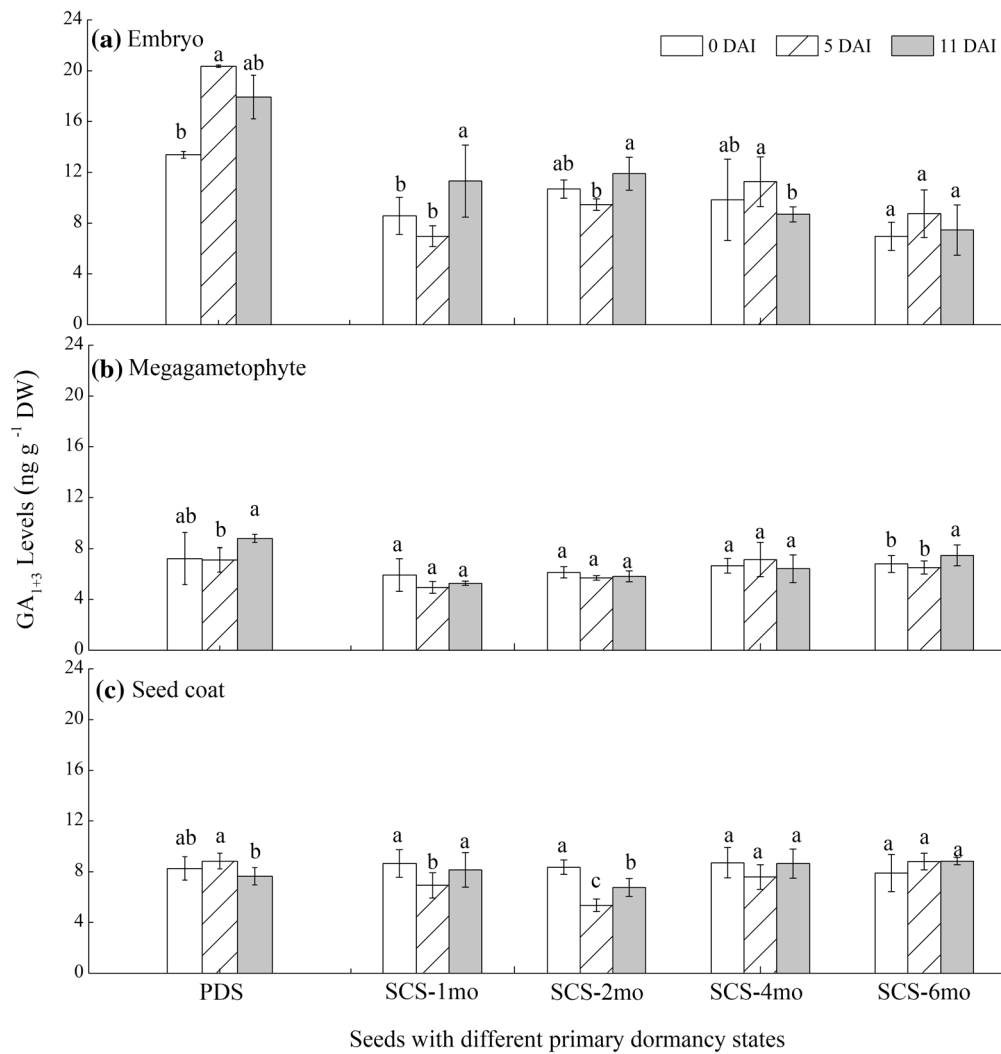 (a) Embryo
0 DAI 5 DAI 11 DAI
24
20
16
12
8
4
0
b a ab
b b a
ab b a
ab a b
a a a
(b) Megagametophyte
24
20
16
12
8
4
0
ab b a
a a a
a a a
a a a
b b a
(c) Seed coat
24
20
16
12
8
4
0
ab a b
a b a
a c b
a a a
a a a
GA1+3 Levels (ng g -1 DW)
PDS SCS-1mo SCS-2mo SCS-4mo SCS-6mo
Seeds with different primary dormancy states